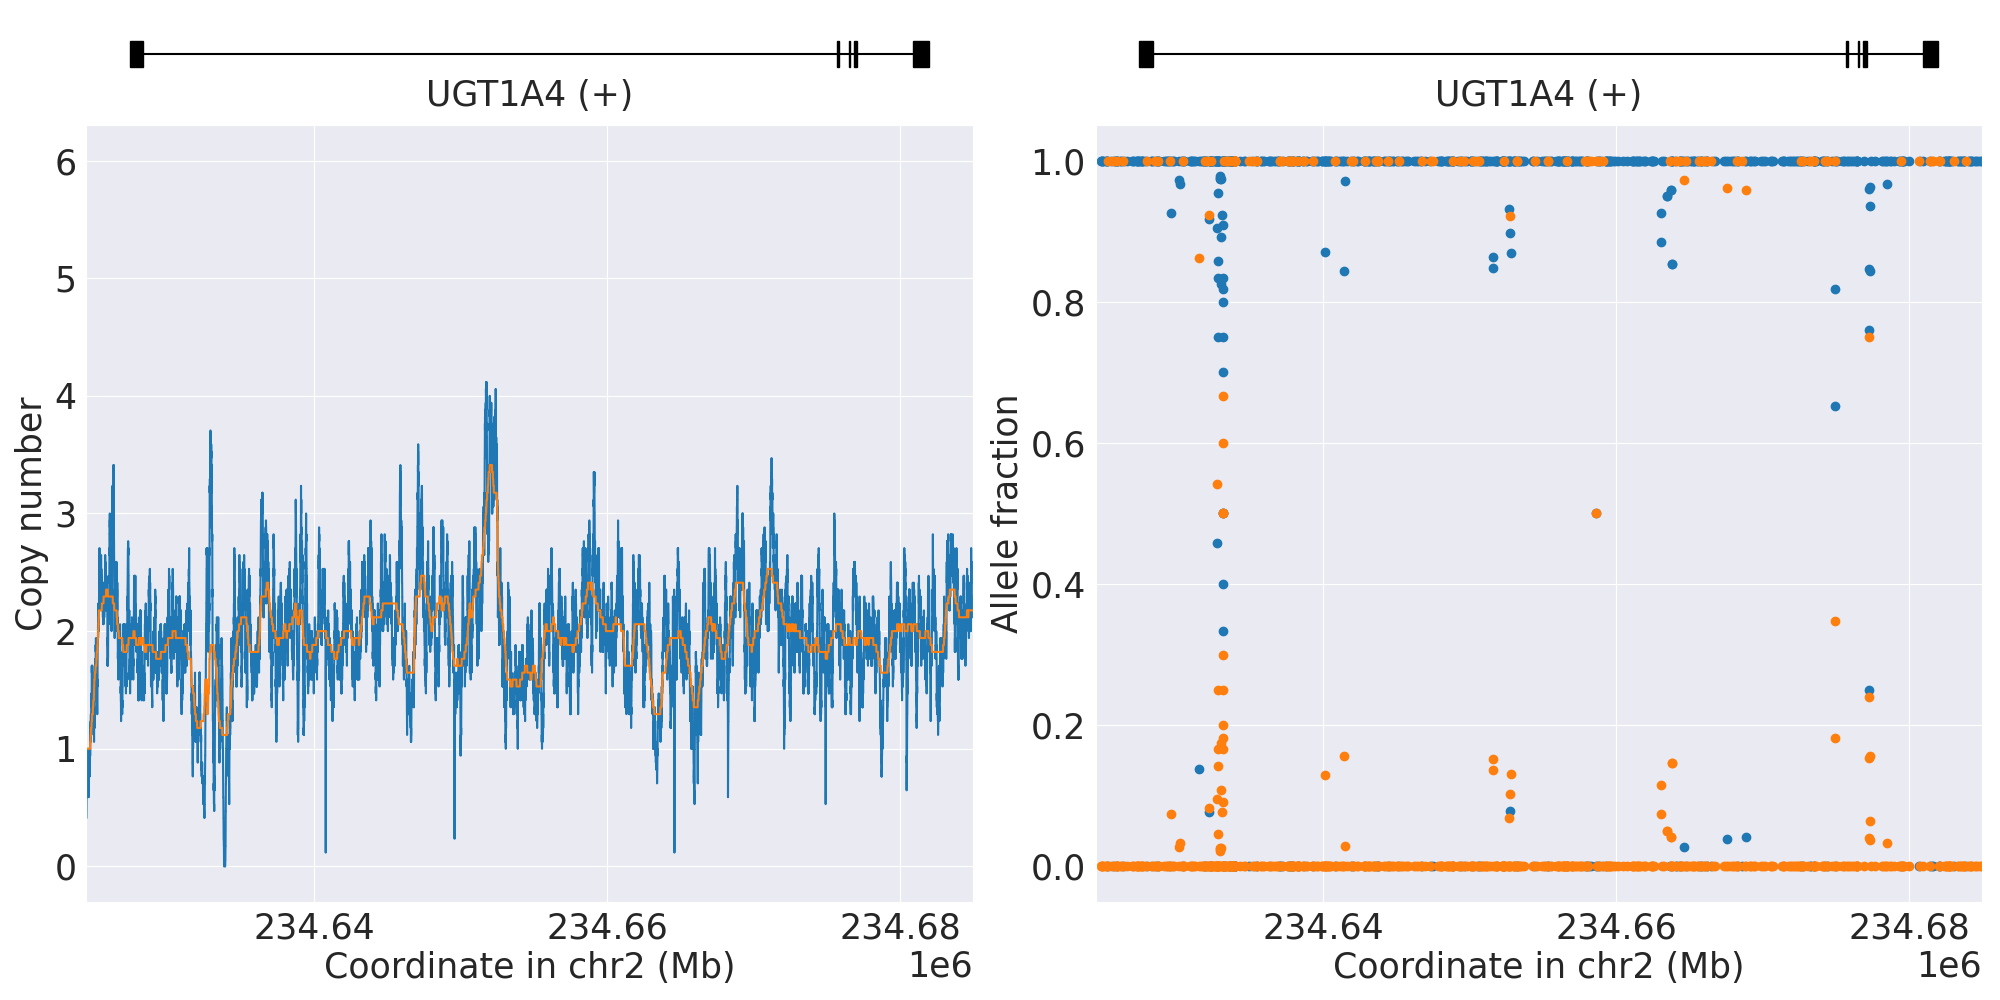 UGT1A4 (+)
6
5
4
3
2
1
0
Copy number
234.64
234.66
234.68
Coordinate in chr2 (Mb)
1e6
UGT1A4 (+)
1.0
0.8
0.6
0.4
0.2
0.0
Allele fraction
234.64
234.66
234.68
Coordinate in chr2 (Mb)
1e6